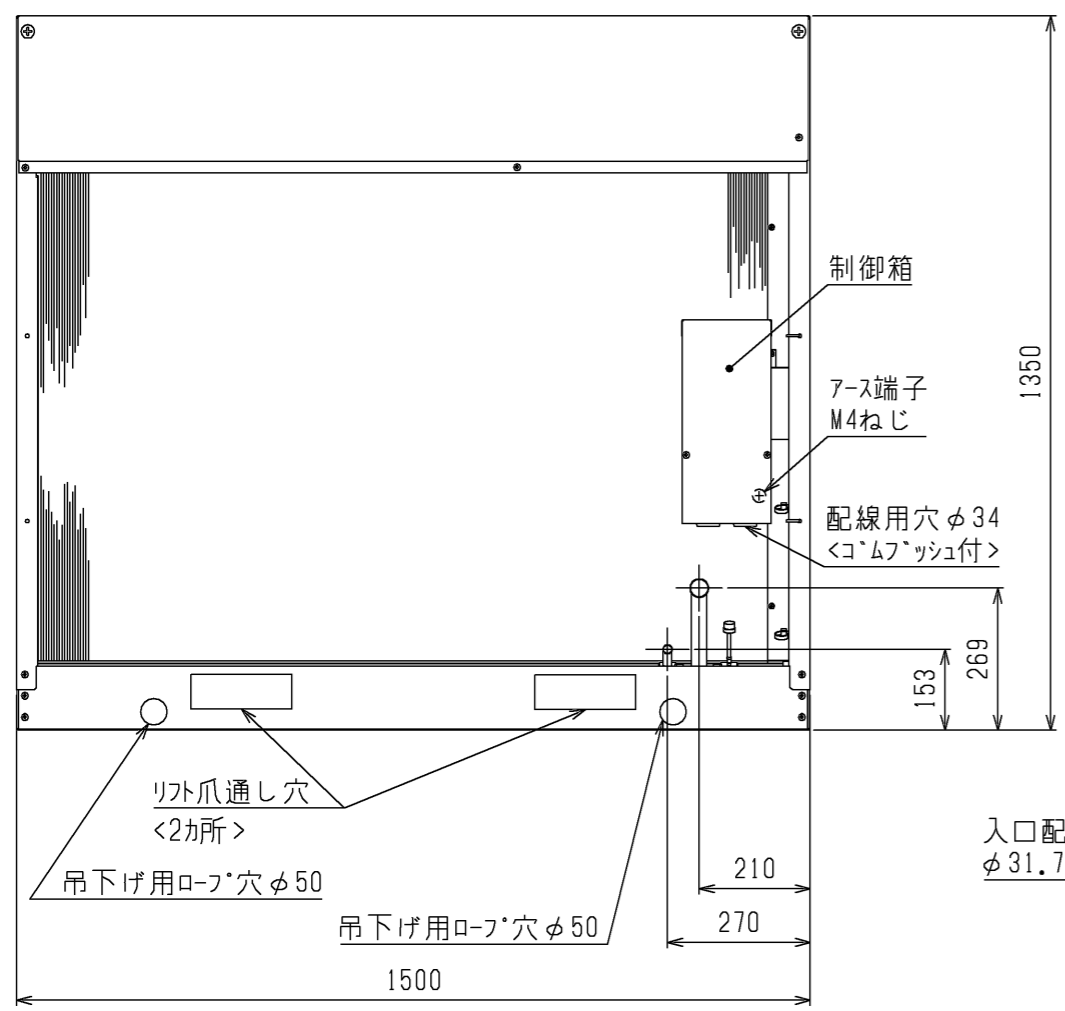 制御箱
アース端子
M4ねじ
1350
配線用穴φ34
<ゴムブッシュ付>
269
153
リフト爪通し穴
<2カ所>
吊下げ用ロープ穴φ50
吊下げ用ロープ穴φ50
210
270
1500
入口配
φ31.7